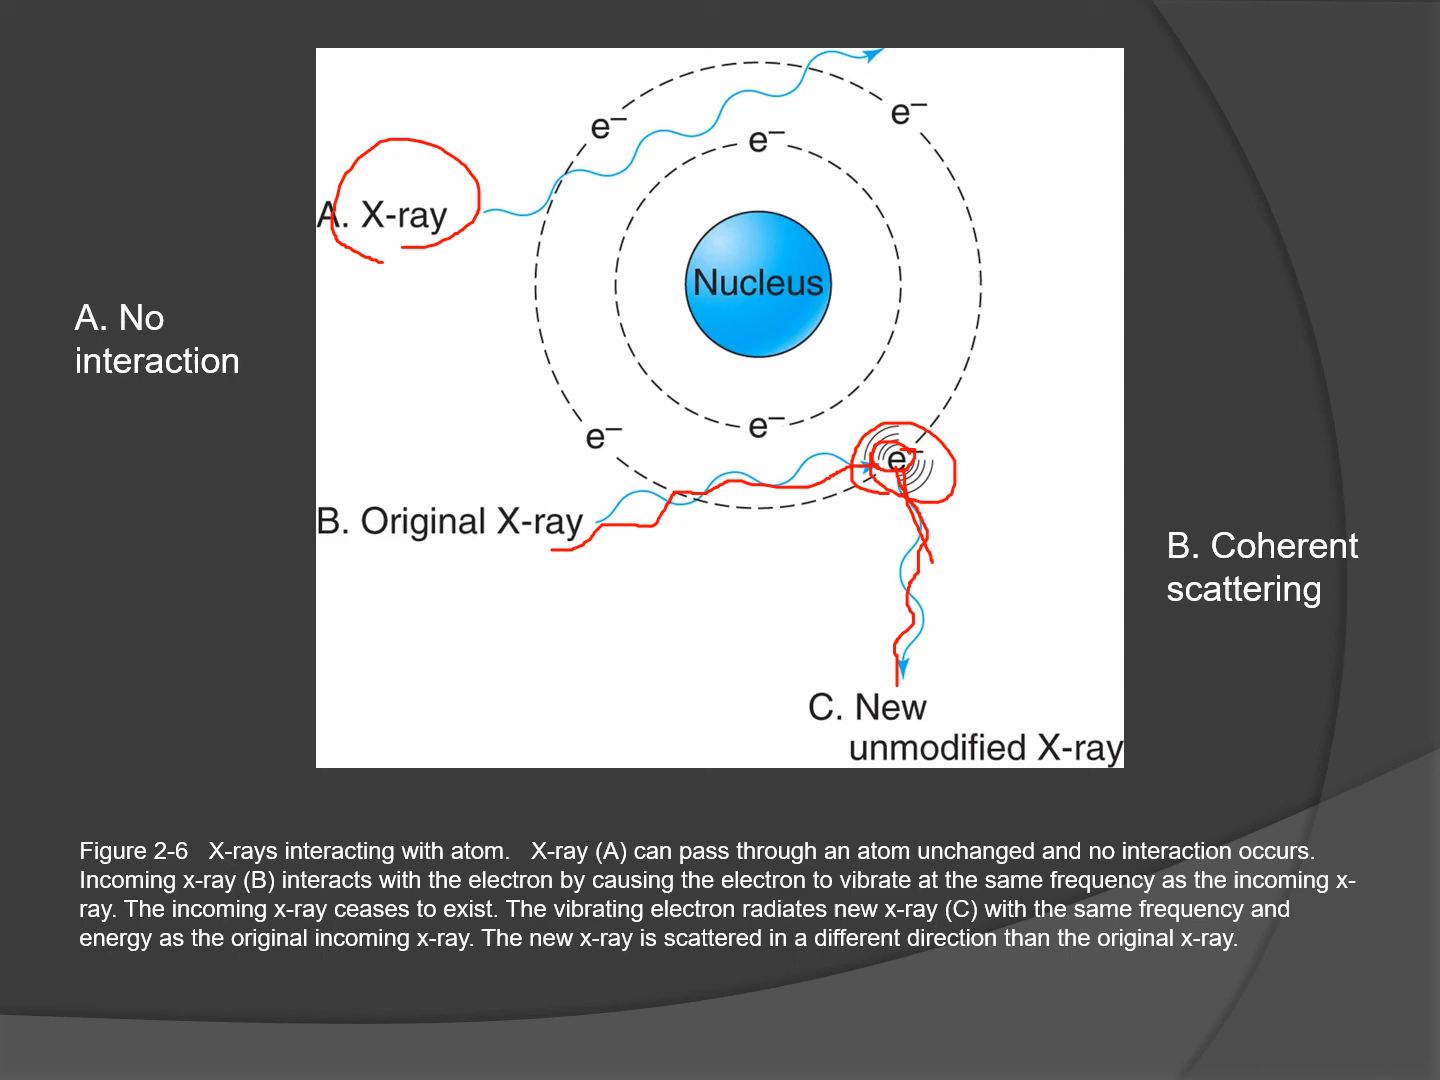 e–
e–
e–
A. X-ray
Nucleus
A. No
interaction
e–
e–
e–
B. Original X-ray
B. Coherent
scattering
C. New
unmodified X-ray
Figure 2-6   X-rays interacting with atom.   X-ray (A) can pass through an atom unchanged and no interaction occurs.
Incoming x-ray (B) interacts with the electron by causing the electron to vibrate at the same frequency as the incoming x-
ray. The incoming x-ray ceases to exist. The vibrating electron radiates new x-ray (C) with the same frequency and
energy as the original incoming x-ray. The new x-ray is scattered in a different direction than the original x-ray.